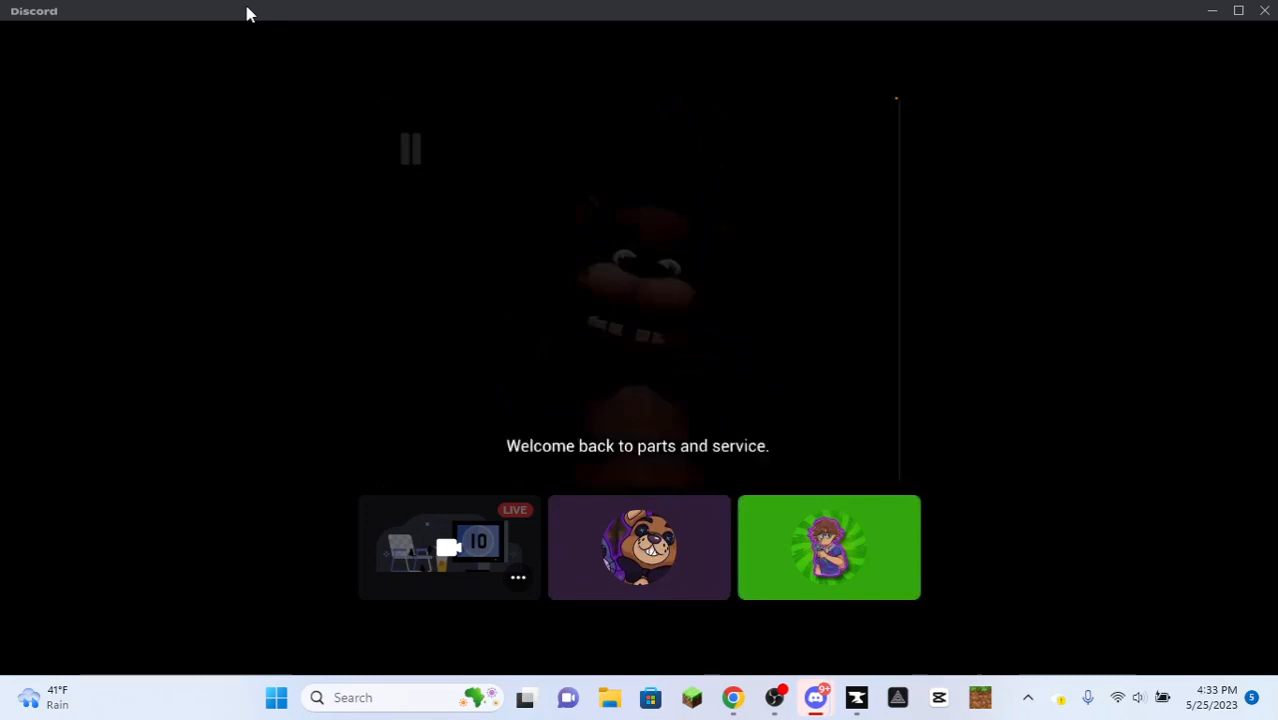 Discord
Welcome back to parts and service.
LIVE
10
41°F
Rain
Search
9+
4:33 PM
5/25/2023
5